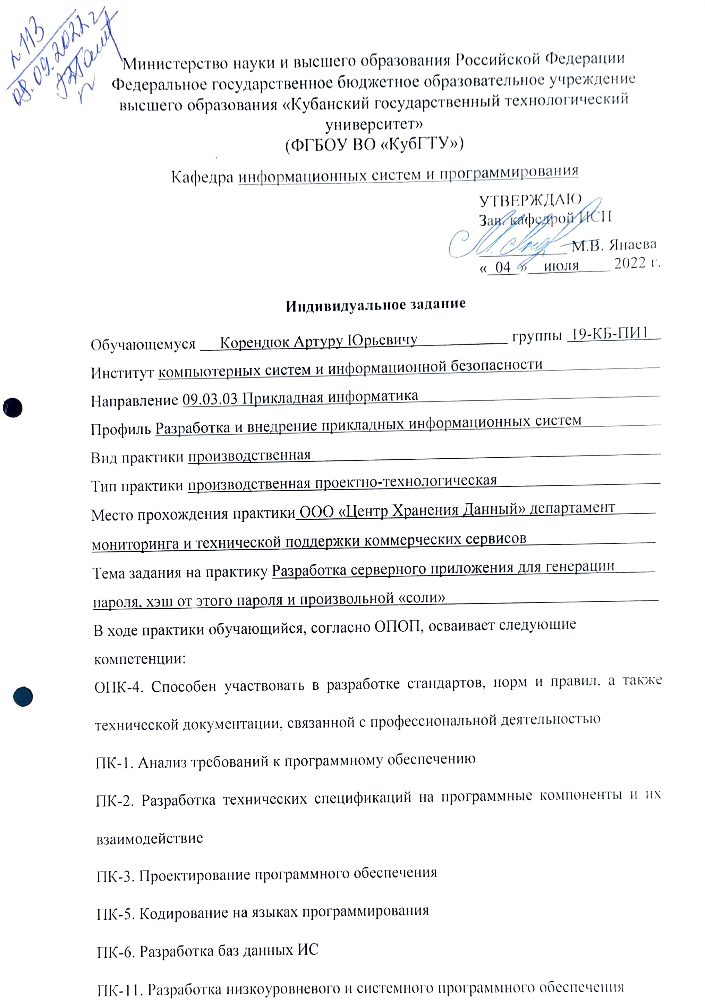 №113
08.09.2022 г
Министерство науки и высшего образования Российской Федерации
Федеральное государственное бюджетное образовательное учреждение
высшего образования «Кубанский государственный технологический
университет»
(ФГБОУ ВО «КубГТУ»)
Кафедра информационных систем и программирования
УТВЕРЖДАЮ
Зав. кафедрой ИСП
М.В. Янаева
« 04 » июля 2022 г.
Индивидуальное задание
Обучающемуся Корендюк Артуру Юрьевичу группы 19-КБ-ПИ1
Институт компьютерных систем и информационной безопасности
Направление 09.03.03 Прикладная информатика
Профиль Разработка и внедрение прикладных информационных систем
Вид практики производственная
Тип практики производственная проектно-технологическая
Место прохождения практики ООО «Центр Хранения Данный» департамент
мониторинга и технической поддержки коммерческих сервисов
Тема задания на практику Разработка серверного приложения для генерации
пароля, хэш от этого пароля и произвольной «соли»
В ходе практики обучающийся, согласно ОПОП, осваивает следующие
компетенции:
ОПК-4. Способен участвовать в разработке стандартов, норм и правил, а также
технической документации, связанной с профессиональной деятельностью
ПК-1. Анализ требований к программному обеспечению
ПК-2. Разработка технических спецификаций на программные компоненты и их
взаимодействие
ПК-3. Проектирование программного обеспечения
ПК-5. Кодирование на языках программирования
ПК-6. Разработка баз данных ИС
ПК-11. Разработка низкоуровневого и системного программного обеспечения